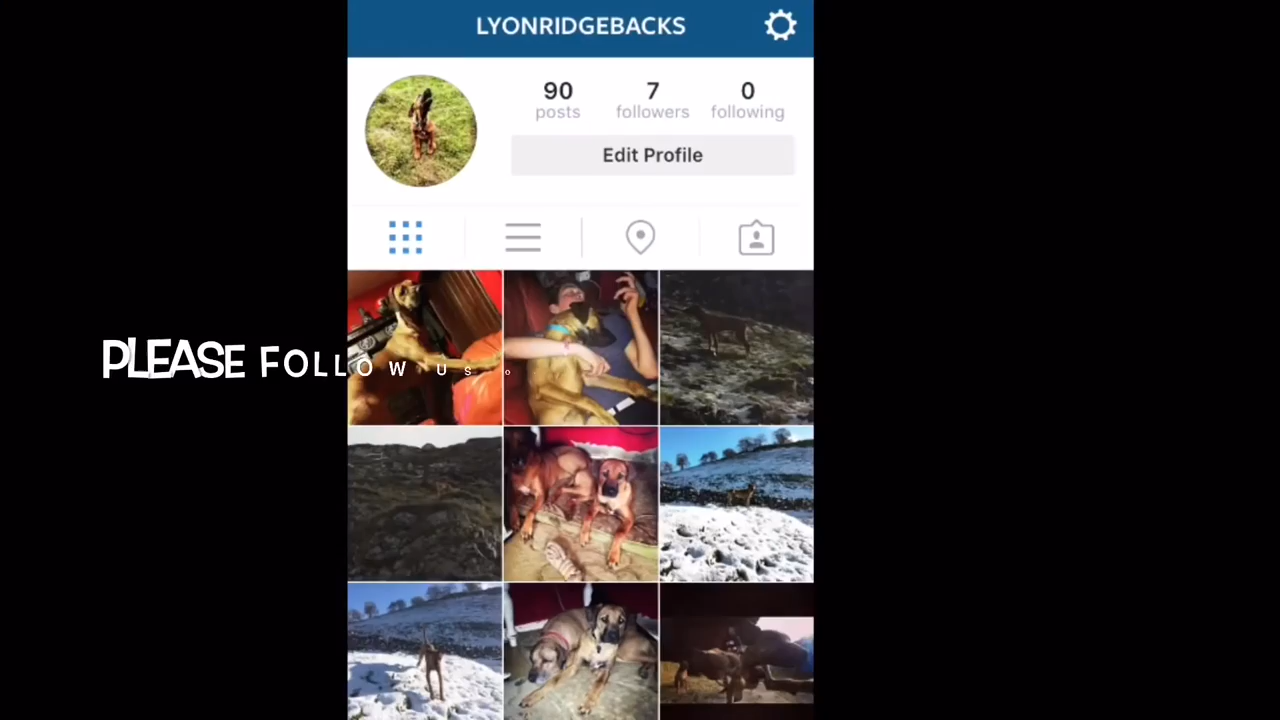 LYONRIDGEBACKS
90 7 0
posts followers following
Edit Profile
PLEASE FOLLOW US.